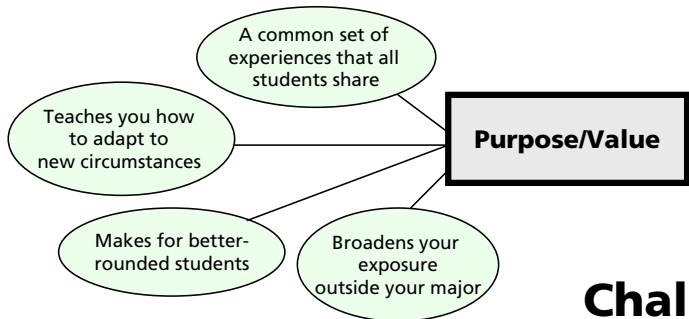 A common set of
experiences that all
students share
Teaches you how
to adapt to
new circumstances
Purpose/Value
Makes for better-
rounded students
Broadens your
exposure
outside your major
Chal